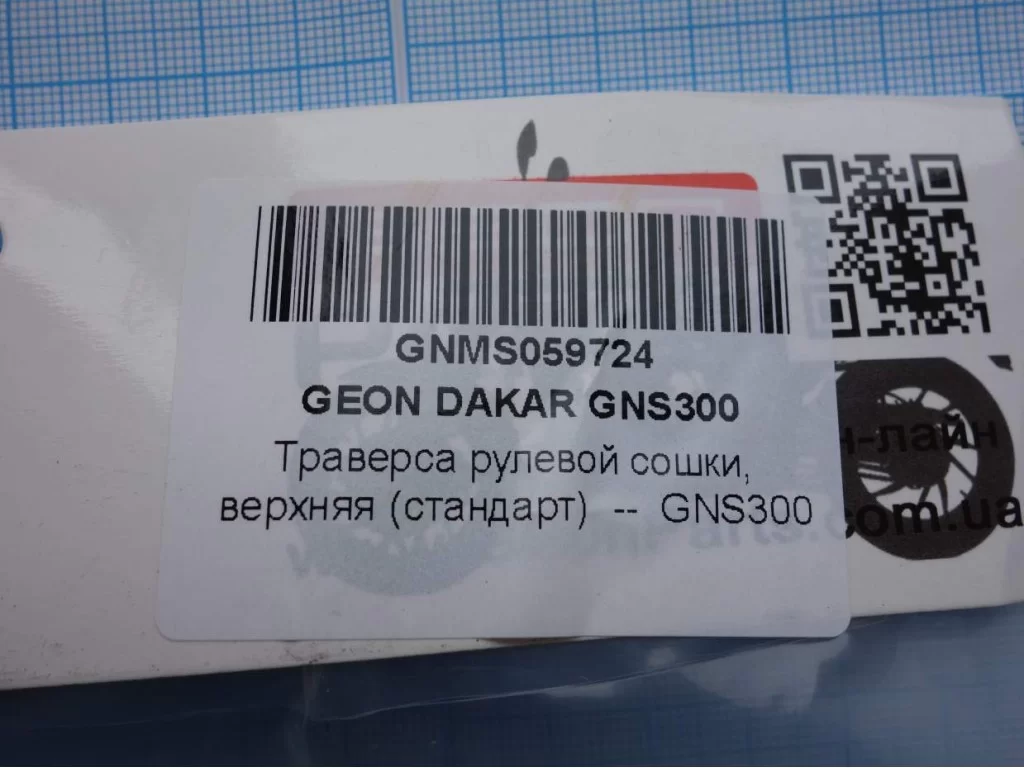 GNMS059724
GEON DAKAR GNS300
Траверса рулевой сошки,
верхняя (стандарт) -- GNS300
н-лайн
com.ua